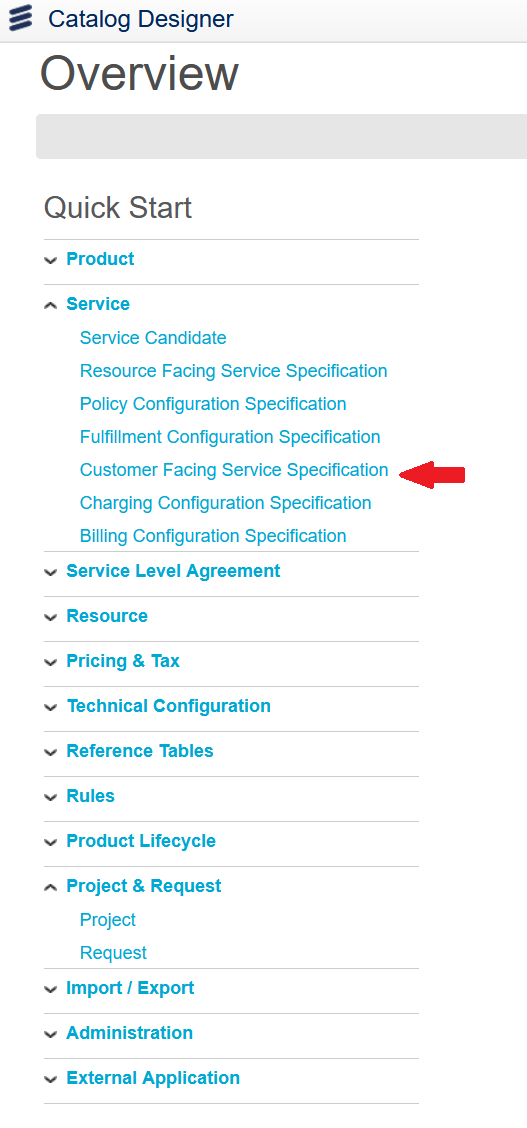 Catalog Designer
Overview
Quick Start
Product
Service
Service Candidate
Resource Facing Service Specification
Policy Configuration Specification
Fulfillment Configuration Specification
Customer Facing Service Specification
Charging Configuration Specification
Billing Configuration Specification
Service Level Agreement
Resource
Pricing & Tax
Technical Configuration
Reference Tables
Rules
Product Lifecycle
Project & Request
Project
Request
Import / Export
Administration
External Application